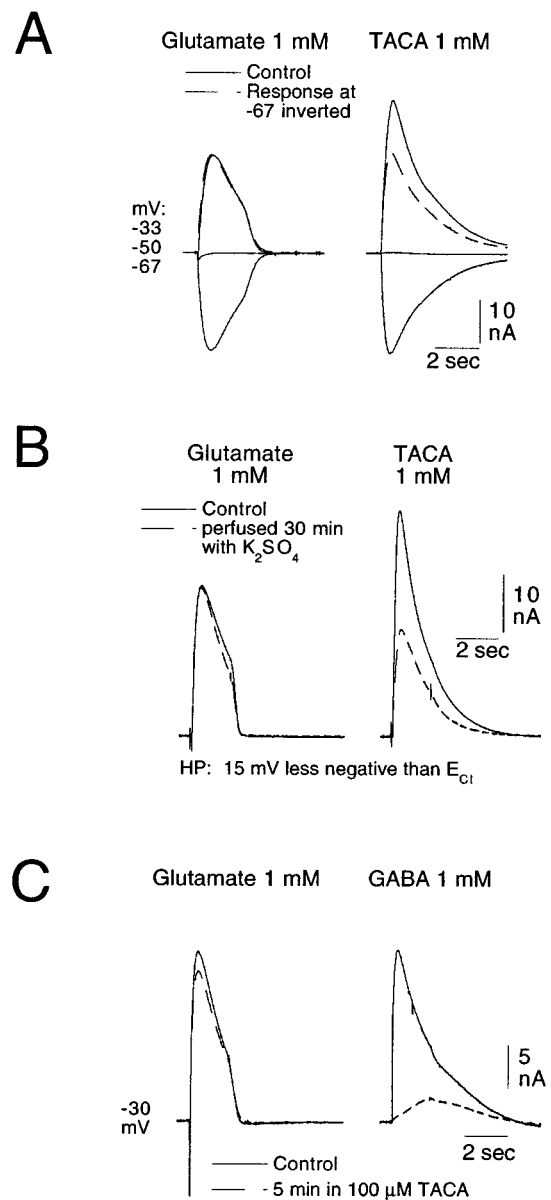 A
Glutamate 1 mM
TACA 1 mM
Control
Response at
-67 inverted
mV:
-33
-50
-67
10
nA
2 sec
B
Glutamate
1 mM
TACA
1 mM
Control
perfused 30 min
with K2SO4
10
nA
2 sec
HP: 15 mV less negative than ECl
C
Glutamate 1 mM
GABA 1 mM
5
nA
-30
mV
2 sec
Control
5 min in 100 μM TACA